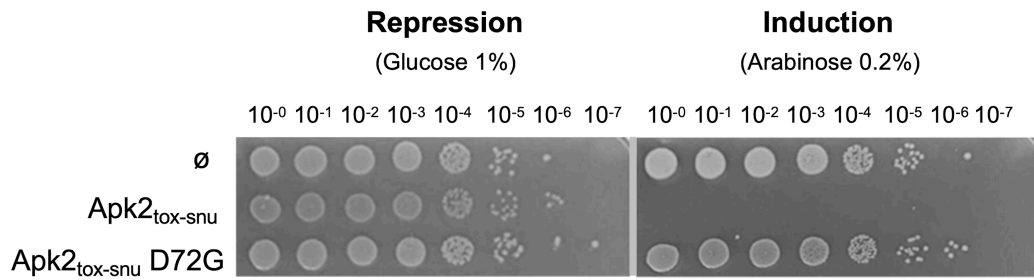 Repression Induction
(Glucose 1%) (Arabinose 0.2%)
10-0 10-1 10-2 10-3 10-4 10-5 10-6 10-7 10-0 10-1 10-2 10-3 10-4 10-5 10-6 10-7
ø
Apk2tox-snu
Apk2tox-snu D72G